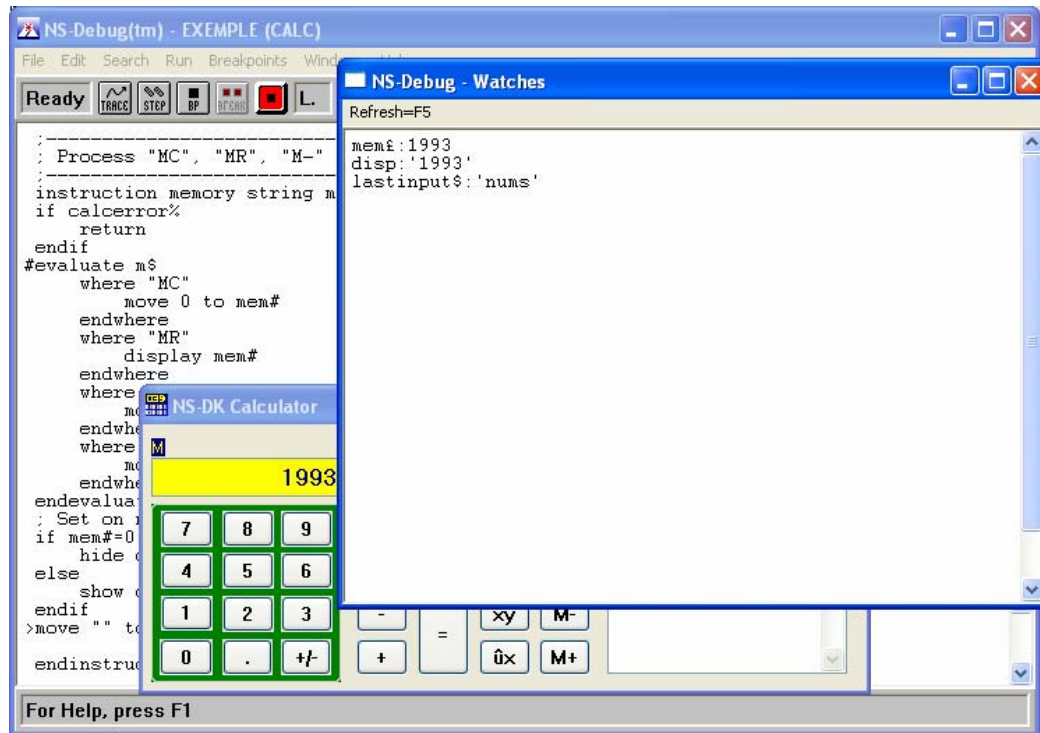 NS-Debug(tm) - EXEMPLE (CALC)
File Edit Search Run Breakpoints
Ready TRACE STEP BP BREAK L.
;
; Process "MC", "MR", "M-"
;
instruction memory string
if calcerror%
return
endif
#evaluate m$
where "MC"
move 0 to mem#
endwhere
where "MR"
display mem#
endwhere
where
where
; Set on
if mem#=0
hide
else
show
endif
>move ""
NS-Debug - Watches
Refresh=F5
mem£:1993
disp:'1993'
lastinput$:'nums'
NS-DK Calculator
M
1993
7 8 9
4 5 6
1 2 3 - = xy M-
0 . +/- + ûx M+
For Help, press F1